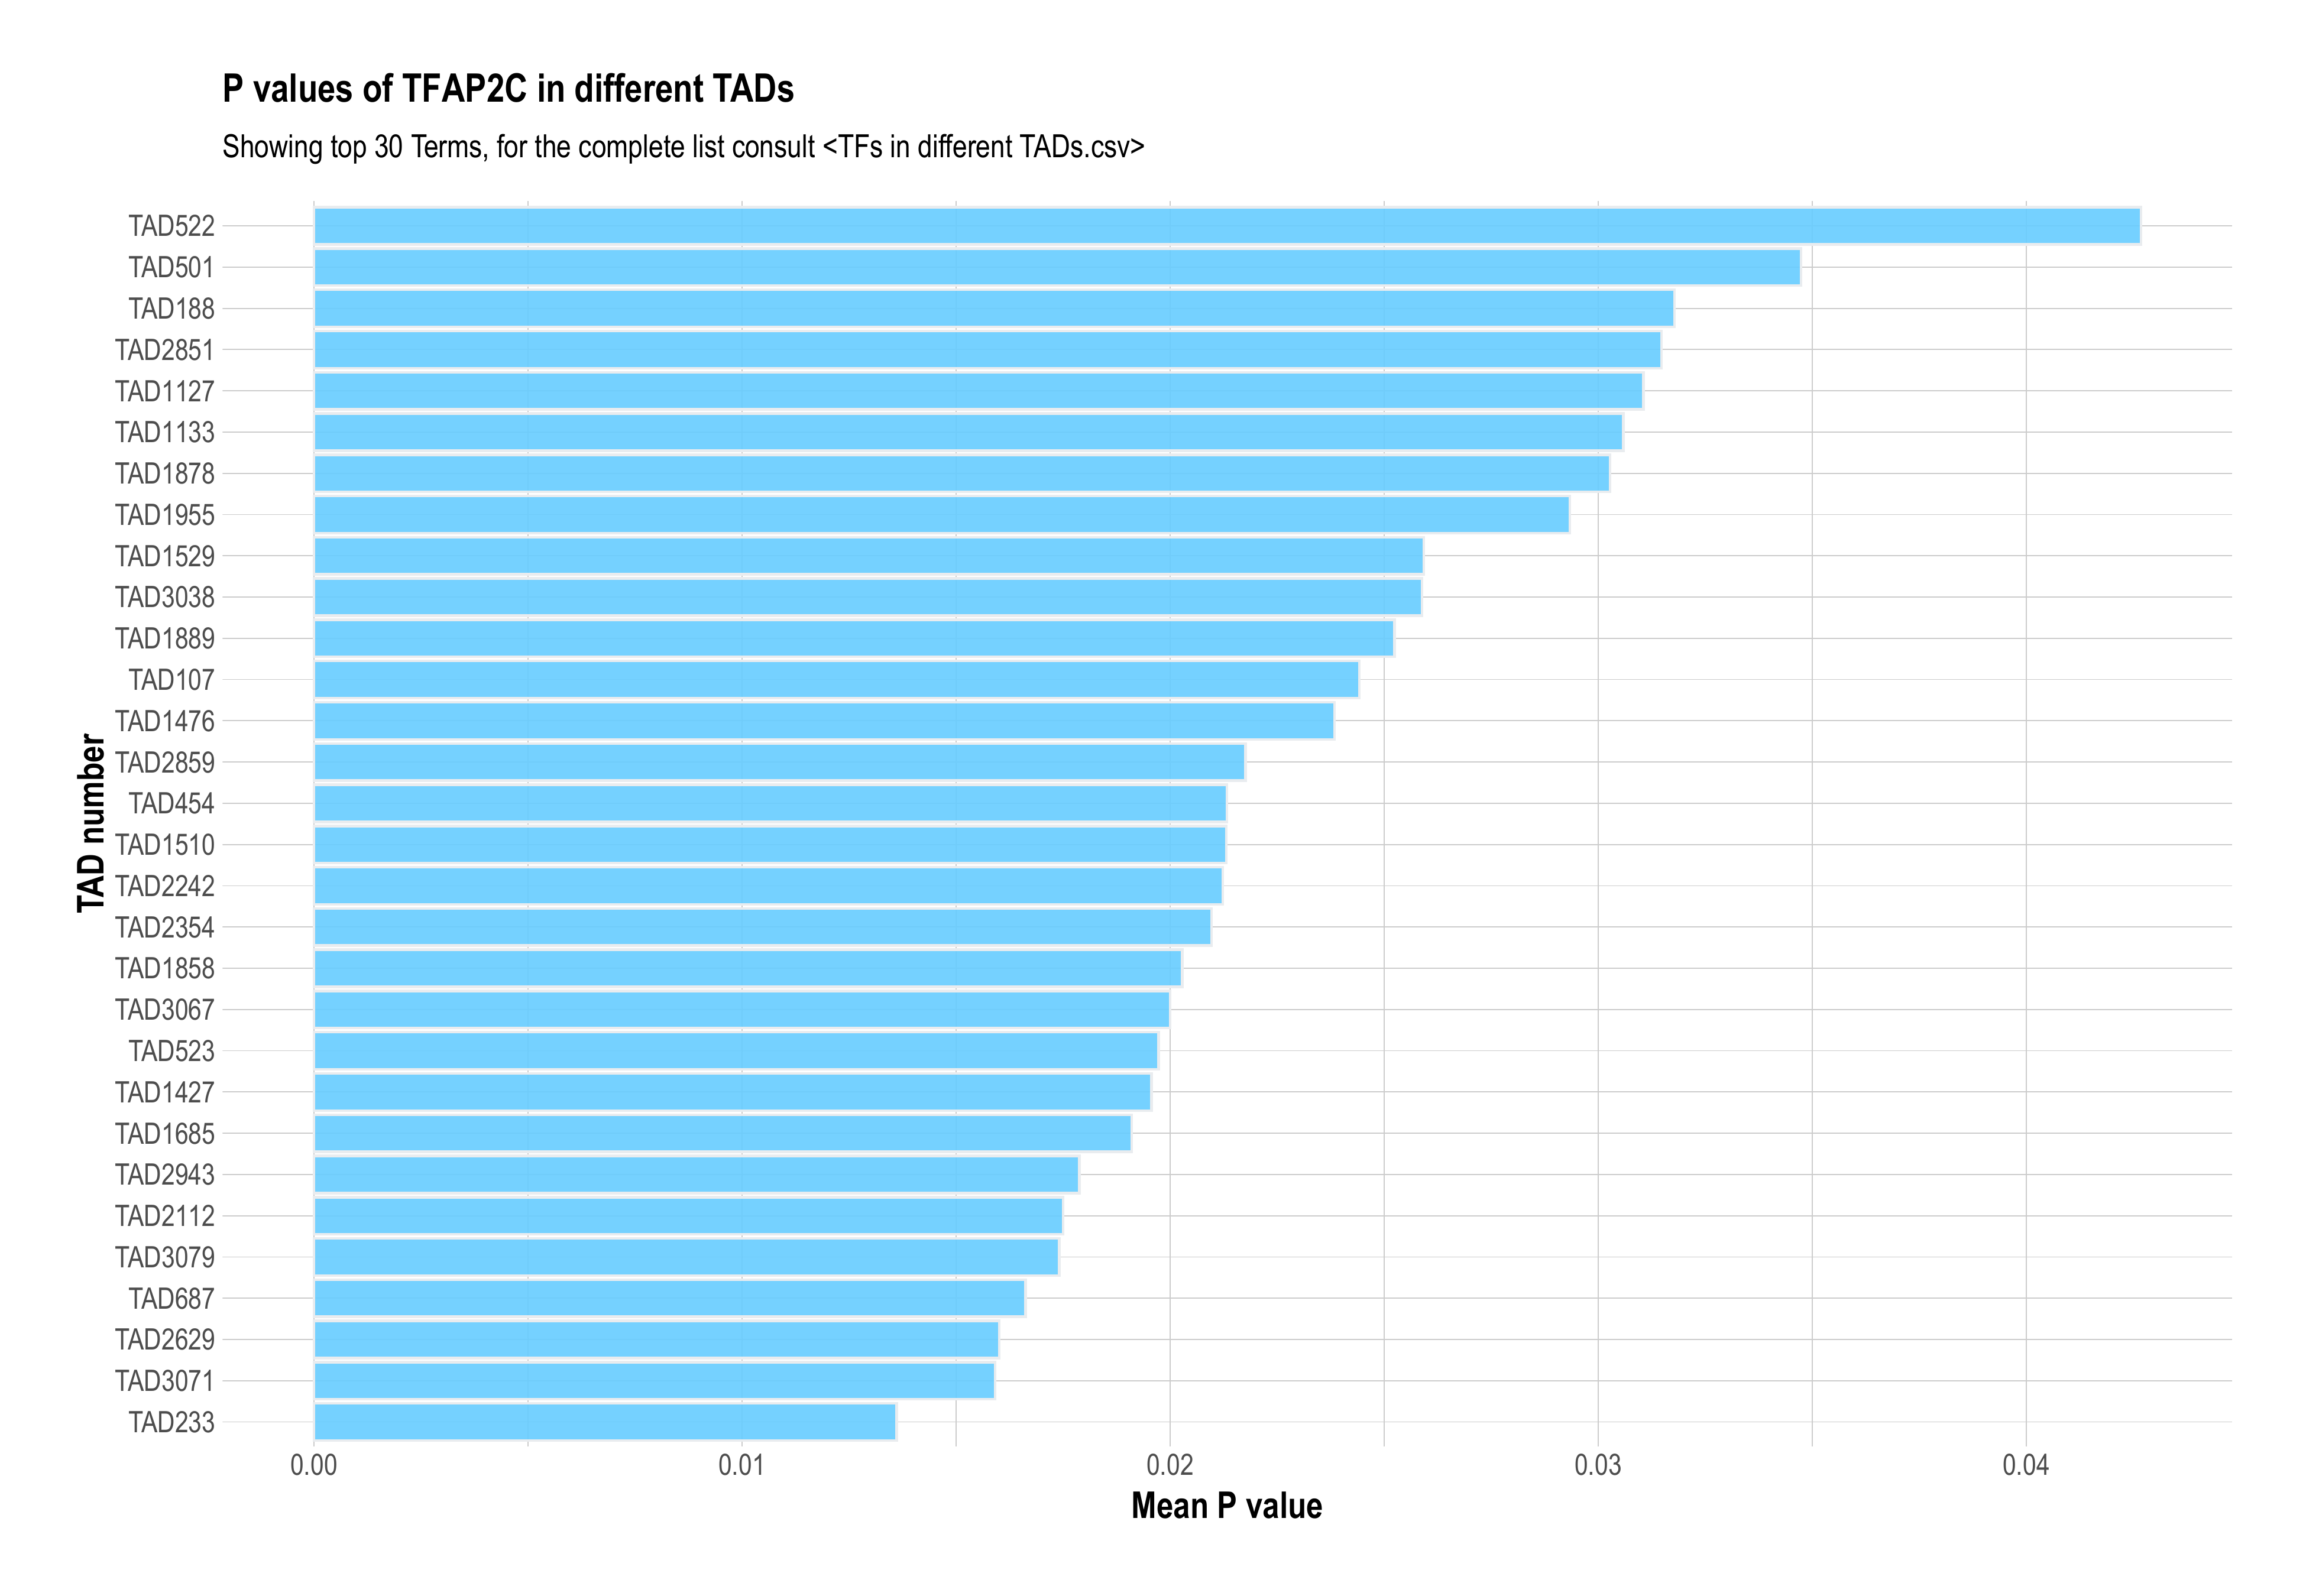 P values of TFAP2C in different TADs
Showing top 30 Terms, for the complete list consult <TFs in different TADs.csv>
TAD number
TAD522
TAD501
TAD188
TAD2851
TAD1127
TAD1133
TAD1878
TAD1955
TAD1529
TAD3038
TAD1889
TAD107
TAD1476
TAD2859
TAD454
TAD1510
TAD2242
TAD2354
TAD1858
TAD3067
TAD523
TAD1427
TAD1685
TAD2943
TAD2112
TAD3079
TAD687
TAD2629
TAD3071
TAD233
0.00 0.01 0.02 0.03 0.04
Mean P value